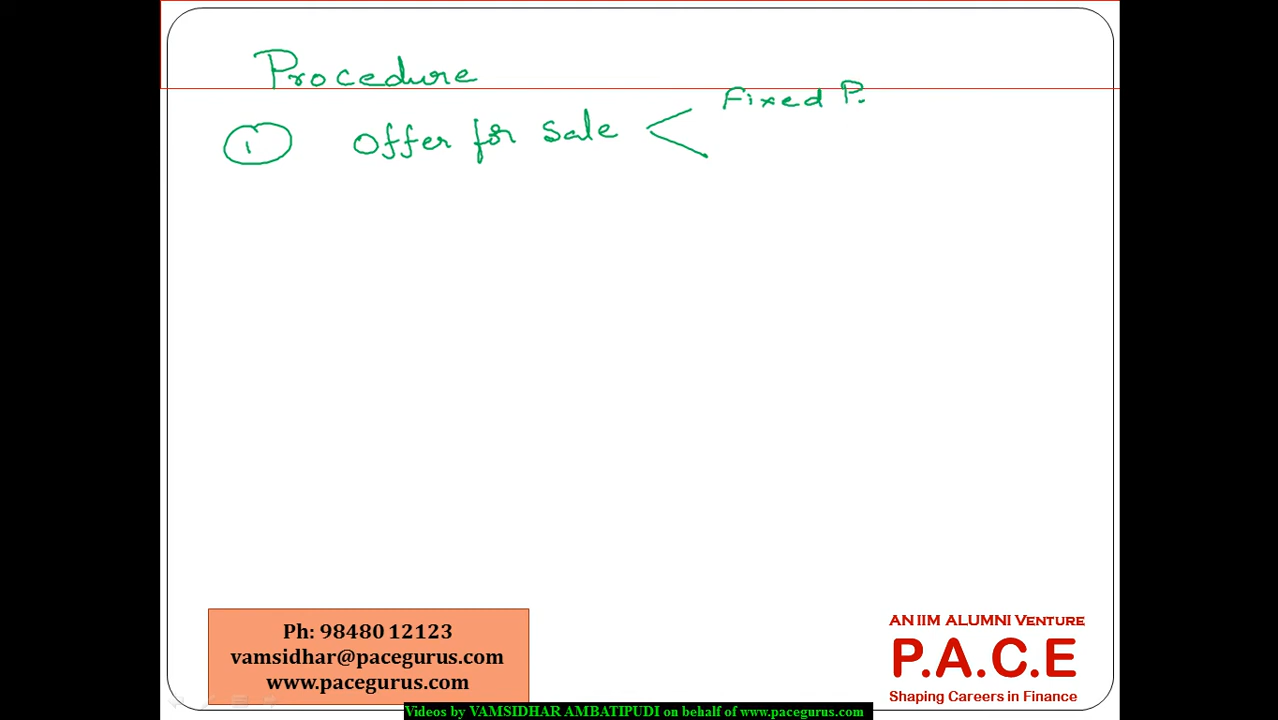 Procedure
Fixed P.
1 Offer for sale
Ph: 98480 12123
vamsidhar@pacegurus.com
www.pacegurus.com
AN IIM ALUMNI VENTURE
P.A.C.E
Shaping Careers in Finance
Videos by VAMSIDHAR AMBATIPUDI on behalf of www.pacegurus.com